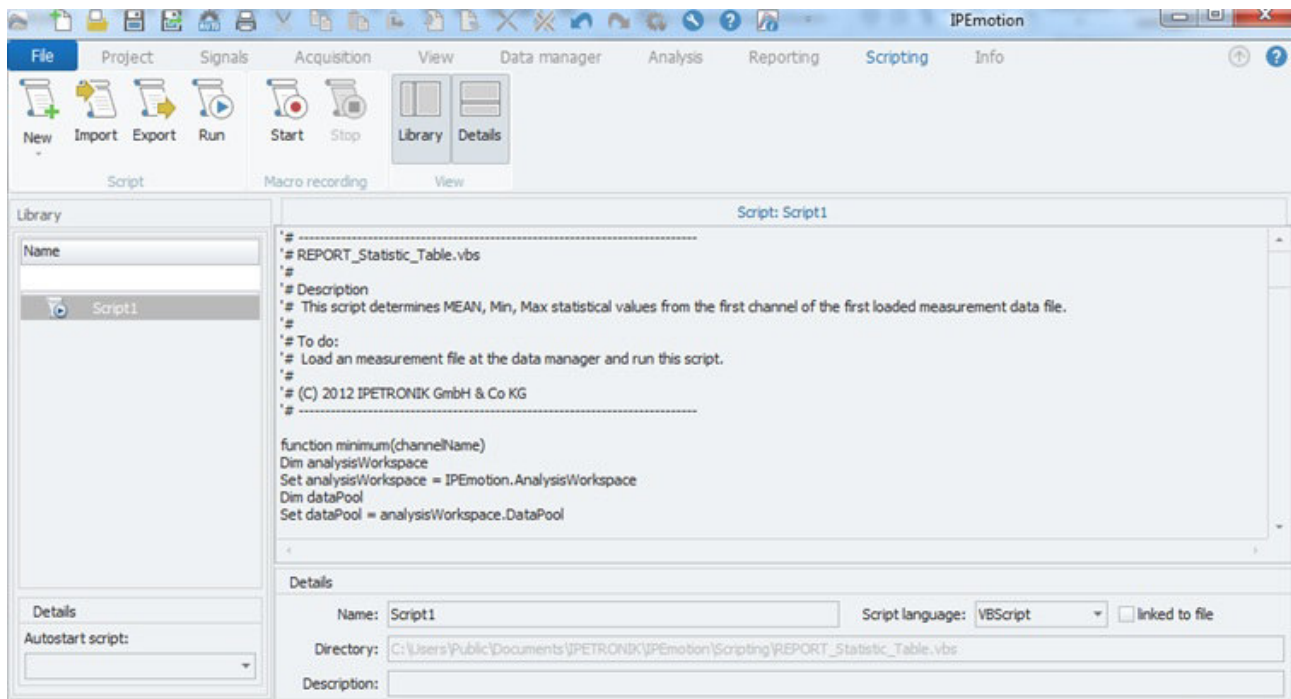 IPEmotion
File Project Signals Acquisition View Data manager Analysis Reporting Scripting Info
New Import Export Run Start Stop Library Details
Script Macro recording View
Library
Script: Script1
Name
Script1
'# --------------------------------------------------------------------------------------
'# REPORT_Statistic_Table.vbs
'#
'# Description
'#  This script determines MEAN, Min, Max statistical values from the first channel of the first loaded measurement data file.
'#
'# To do:
'#  Load an measurement file at the data manager and run this script.
'#
'# (C) 2012 IPETRONIK GmbH & Co KG
'# --------------------------------------------------------------------------------------
function minimum(channelName)
Dim analysisWorkspace
Set analysisWorkspace = IPEmotion.AnalysisWorkspace
Dim dataPool
Set dataPool = analysisWorkspace.DataPool
Details
Name: Script1 Script language: VBScript linked to file
Directory: C:\Users\Public\Documents\IPETRONIK\IPEmotion\Scripting\REPORT_Statistic_Table.vbs
Description:
Details
Autostart script: